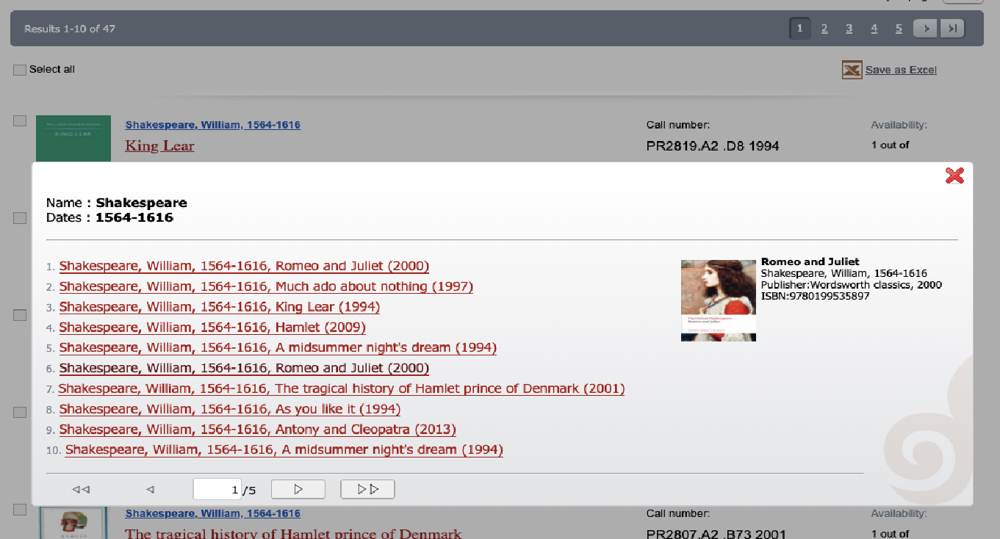 Results 1-10 of 47
1 2 3 4 5
Select all
Save as Excel
KING LEAR
Shakespeare, William, 1564-1616
King Lear
Call number:
PR2819.A2 .D8 1994
Availability:
1 out of
Name : Shakespeare
Dates : 1564-1616
1. Shakespeare, William, 1564-1616, Romeo and Juliet (2000)
2. Shakespeare, William, 1564-1616, Much ado about nothing (1997)
3. Shakespeare, William, 1564-1616, King Lear (1994)
4. Shakespeare, William, 1564-1616, Hamlet (2009)
5. Shakespeare, William, 1564-1616, A midsummer night's dream (1994)
6. Shakespeare, William, 1564-1616, Romeo and Juliet (2000)
7. Shakespeare, William, 1564-1616, The tragical history of Hamlet prince of Denmark (2001)
8. Shakespeare, William, 1564-1616, As you like it (1994)
9. Shakespeare, William, 1564-1616, Antony and Cleopatra (2013)
10. Shakespeare, William, 1564-1616, A midsummer night's dream (1994)
Romeo and Juliet
Shakespeare, William, 1564-1616
Publisher:Wordsworth classics, 2000
ISBN:9780199535897
The Oxford Shakespeare
Romeo and Juliet
1 /5
HAMLET
Shakespeare, William, 1564-1616
The tragical history of Hamlet prince of Denmark
Call number:
PR2807.A2 .B73 2001
Availability:
1 out of